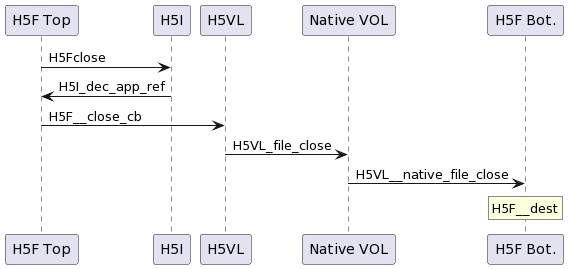 H5F Top H5I H5VL Native VOL H5F Bot.
H5Fclose
H5I_dec_app_ref
H5F__close_cb
H5VL_file_close
H5VL__native_file_close
H5F__dest
H5F Top H5I H5VL Native VOL H5F Bot.